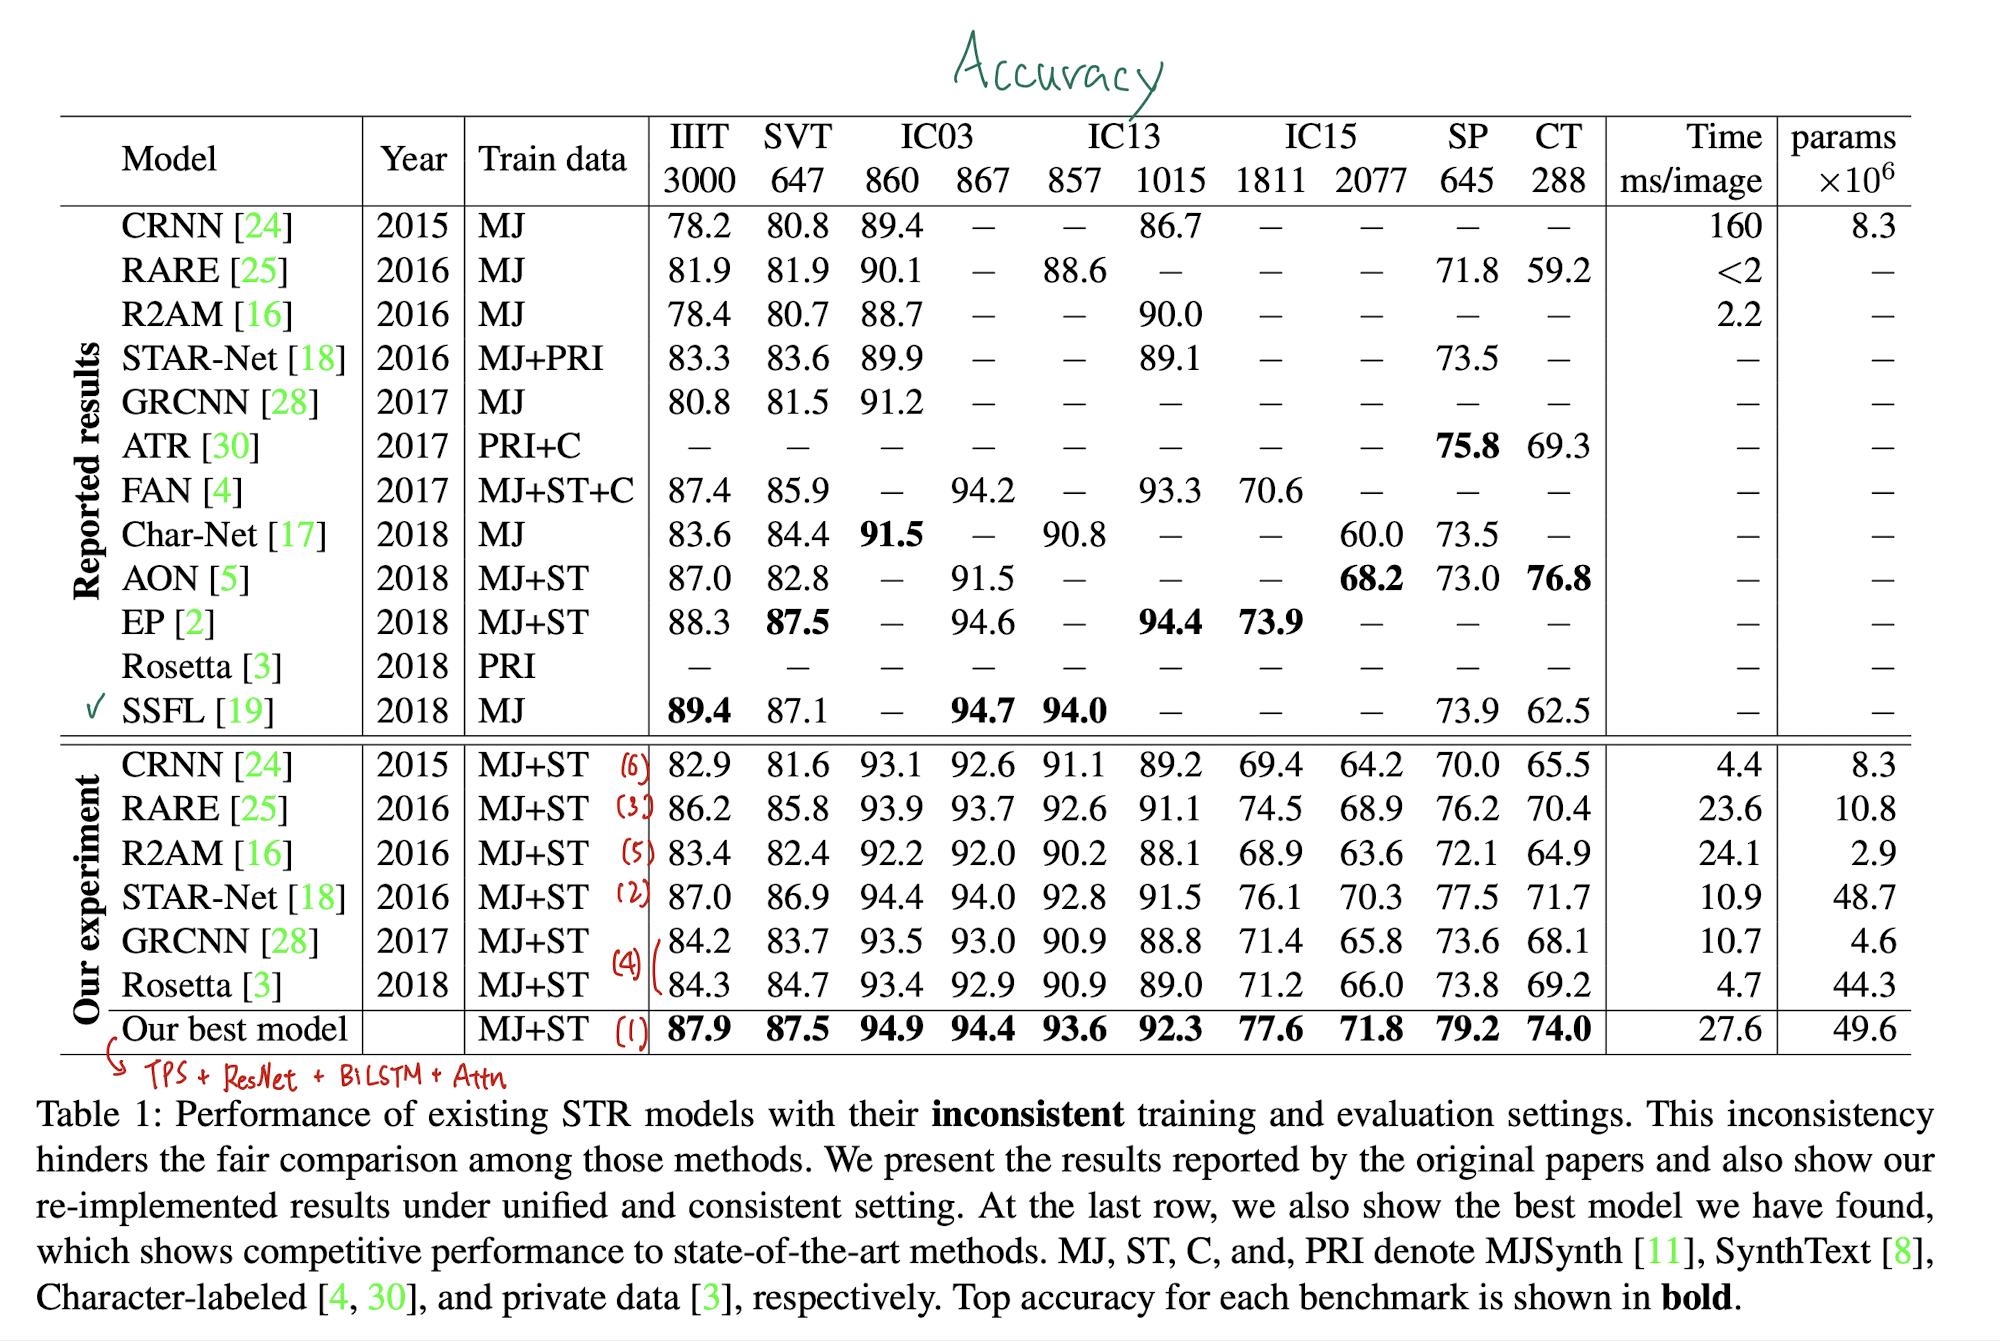 Accuracy
Model Year Train data IIIT SVT IC03 IC13 IC15 SP CT Time params
3000 647 860 867 857 1015 1811 2077 645 288 ms/image ×10⁶
Reported results
CRNN [24] 2015 MJ 78.2 80.8 89.4 – – 86.7 – – – – 160 8.3
RARE [25] 2016 MJ 81.9 81.9 90.1 – 88.6 – – – 71.8 59.2 <2 –
R2AM [16] 2016 MJ 78.4 80.7 88.7 – – 90.0 – – – – 2.2 –
STAR-Net [18] 2016 MJ+PRI 83.3 83.6 89.9 – – 89.1 – – 73.5 – – –
GRCNN [28] 2017 MJ 80.8 81.5 91.2 – – – – – – – – –
ATR [30] 2017 PRI+C – – – – – – – – 75.8 69.3 – –
FAN [4] 2017 MJ+ST+C 87.4 85.9 – 94.2 – 93.3 70.6 – – – – –
Char-Net [17] 2018 MJ 83.6 84.4 91.5 – 90.8 – – 60.0 73.5 – – –
AON [5] 2018 MJ+ST 87.0 82.8 – 91.5 – – – 68.2 73.0 76.8 – –
EP [2] 2018 MJ+ST 88.3 87.5 – 94.6 – 94.4 73.9 – – – – –
Rosetta [3] 2018 PRI – – – – – – – – – – – –
✓ SSFL [19] 2018 MJ 89.4 87.1 – 94.7 94.0 – – – 73.9 62.5 – –
Our experiment
CRNN [24] 2015 MJ+ST (6) 82.9 81.6 93.1 92.6 91.1 89.2 69.4 64.2 70.0 65.5 4.4 8.3
RARE [25] 2016 MJ+ST (3) 86.2 85.8 93.9 93.7 92.6 91.1 74.5 68.9 76.2 70.4 23.6 10.8
R2AM [16] 2016 MJ+ST (5) 83.4 82.4 92.2 92.0 90.2 88.1 68.9 63.6 72.1 64.9 24.1 2.9
STAR-Net [18] 2016 MJ+ST (2) 87.0 86.9 94.4 94.0 92.8 91.5 76.1 70.3 77.5 71.7 10.9 48.7
GRCNN [28] 2017 MJ+ST (4) 84.2 83.7 93.5 93.0 90.9 88.8 71.4 65.8 73.6 68.1 10.7 4.6
Rosetta [3] 2018 MJ+ST 84.3 84.7 93.4 92.9 90.9 89.0 71.2 66.0 73.8 69.2 4.7 44.3
Our best model MJ+ST (1) 87.9 87.5 94.9 94.4 93.6 92.3 77.6 71.8 79.2 74.0 27.6 49.6
TPS + ResNet + BiLSTM + Attn
Table 1: Performance of existing STR models with their inconsistent training and evaluation settings. This inconsistency
hinders the fair comparison among those methods. We present the results reported by the original papers and also show our
re-implemented results under unified and consistent setting. At the last row, we also show the best model we have found,
which shows competitive performance to state-of-the-art methods. MJ, ST, C, and, PRI denote MJSynth [11], SynthText [8],
Character-labeled [4, 30], and private data [3], respectively. Top accuracy for each benchmark is shown in bold.